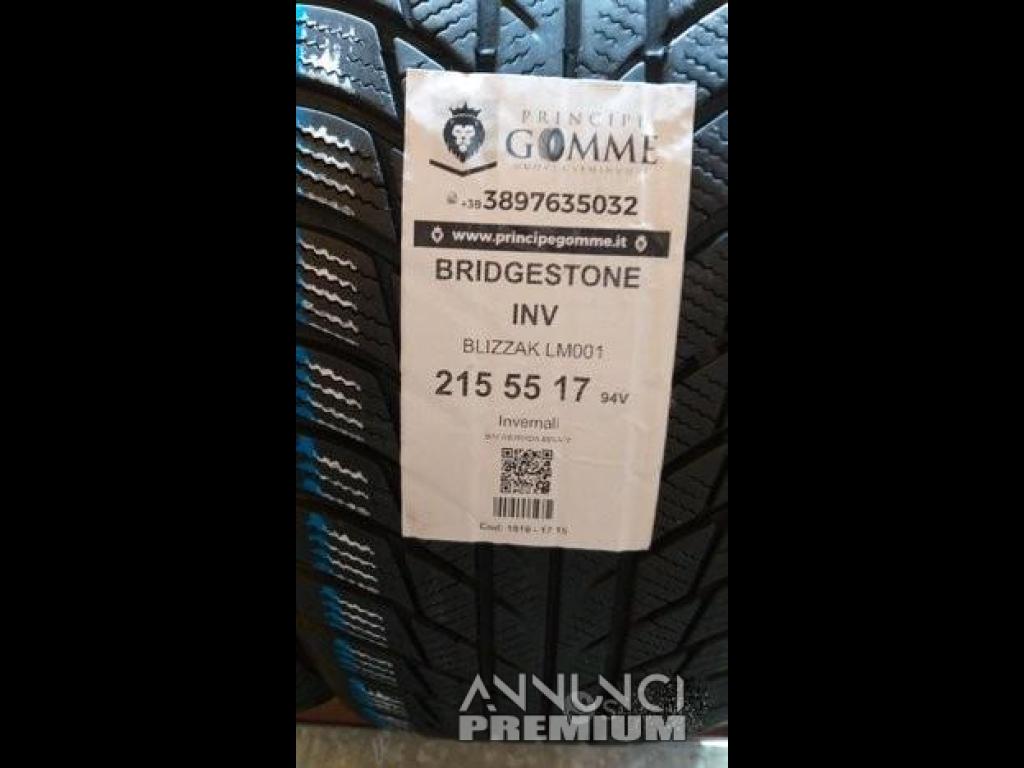 PRINCIPE
GOMME
+39 3897635032
www.principegomme.it
BRIDGESTONE
INV
BLIZZAK LM001
215 55 17 94V
Invernali
ANNUNCI
PREMIUM